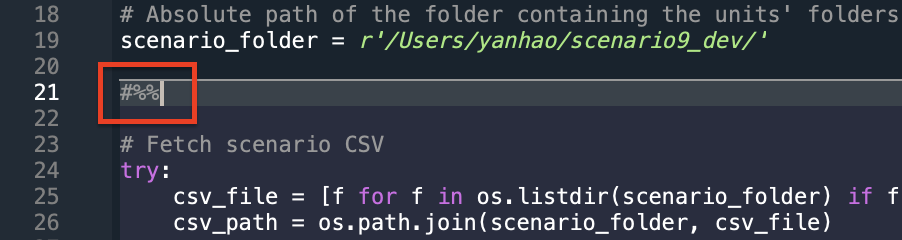 18 # Absolute path of the folder containing the units' folders
19 scenario_folder = r'/Users/yanhao/scenario9_dev/'
20
21 #%%
22
23 # Fetch scenario CSV
24 try:
25 csv_file = [f for f in os.listdir(scenario_folder) if f
26 csv_path = os.path.join(scenario_folder, csv_file)